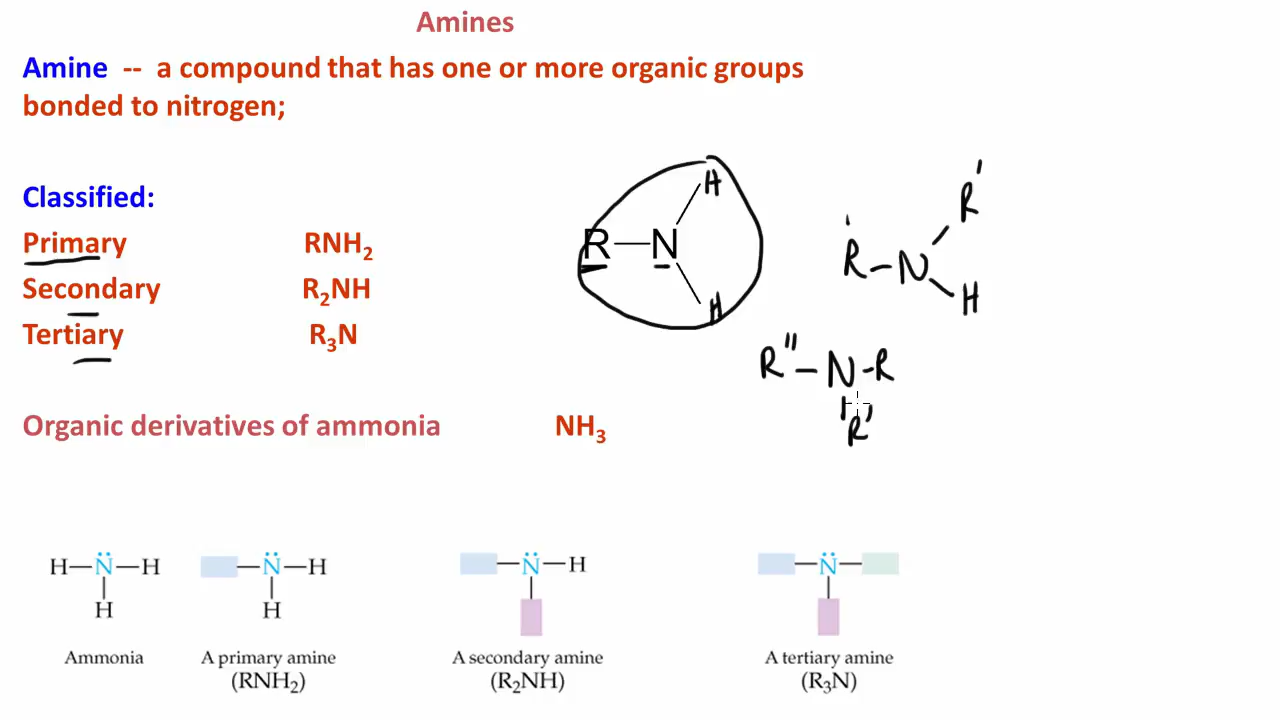 Amines
Amine -- a compound that has one or more organic groups
bonded to nitrogen;
Classified:
Primary RNH2
Secondary R2NH
Tertiary R3N
H
R—N
H
R'
R–N
H
R"–N-R
R'
Organic derivatives of ammonia NH3
H—N̈—H
H
Ammonia
—N̈—H
H
A primary amine
(RNH2)
—N̈—H
A secondary amine
(R2NH)
—N̈—
A tertiary amine
(R3N)